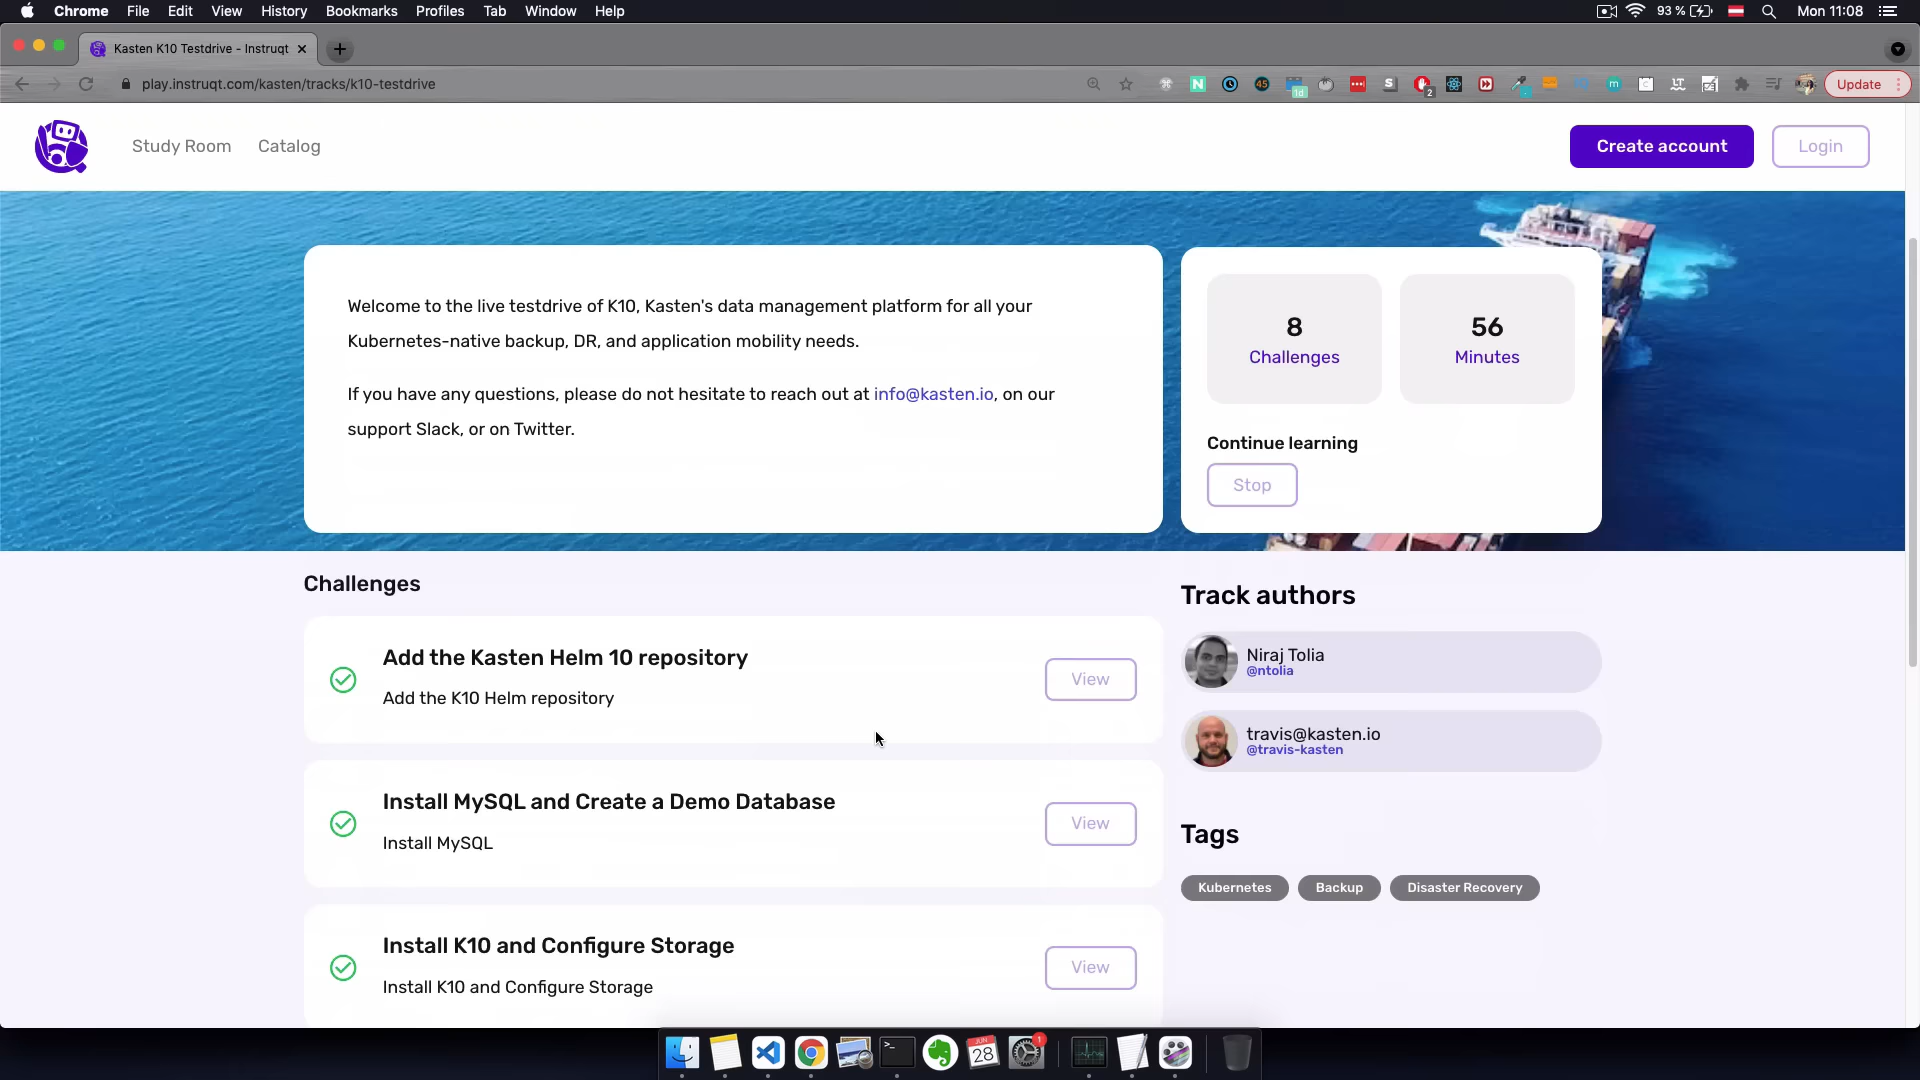 Chrome File Edit View History Bookmarks Profiles Tab Window Help 93 % Mon 11:08
Kasten K10 Testdrive - Instruqt
play.instruqt.com/kasten/tracks/k10-testdrive Update
Study Room Catalog Create account Login
Welcome to the live testdrive of K10, Kasten's data management platform for all your
Kubernetes-native backup, DR, and application mobility needs.
If you have any questions, please do not hesitate to reach out at info@kasten.io, on our
support Slack, or on Twitter.
8
Challenges
56
Minutes
Continue learning
Stop
Challenges
Add the Kasten Helm 10 repository
Add the K10 Helm repository
View
Install MySQL and Create a Demo Database
Install MySQL
View
Install K10 and Configure Storage
Install K10 and Configure Storage
View
Track authors
Niraj Tolia
@ntolia
travis@kasten.io
@travis-kasten
Tags
Kubernetes Backup Disaster Recovery
JUN
28
1